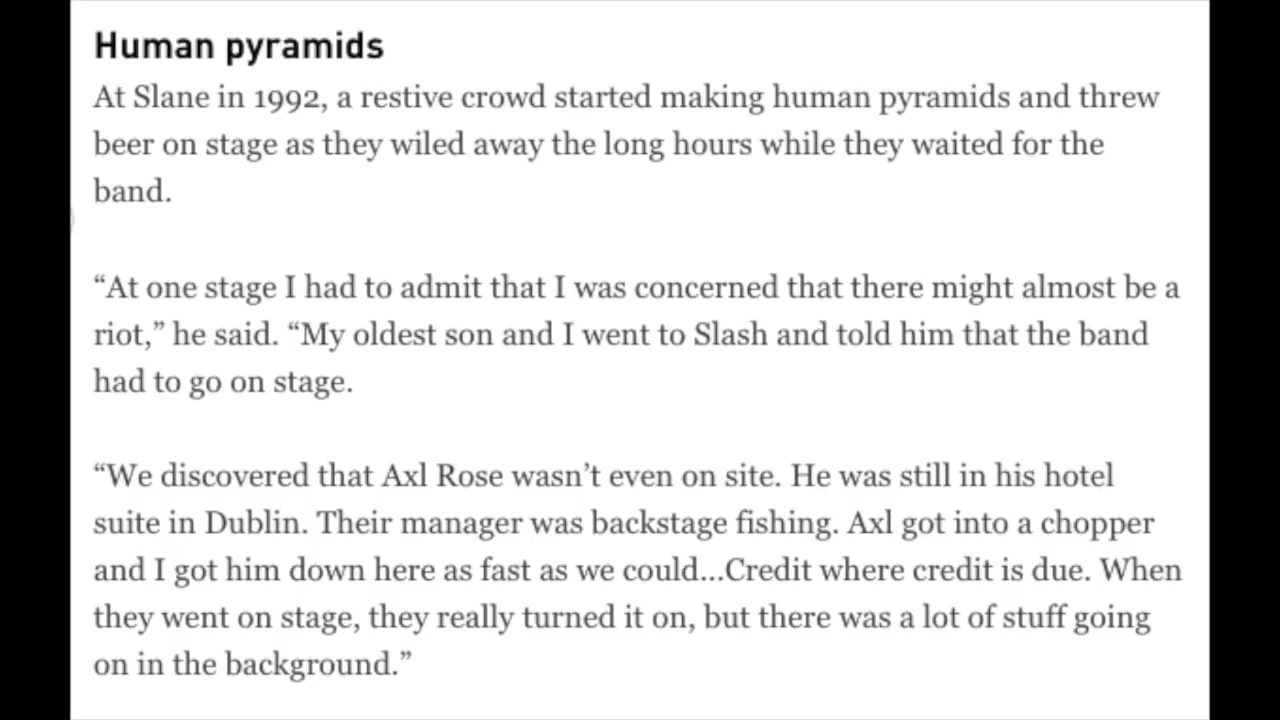 Human pyramids
At Slane in 1992, a restive crowd started making human pyramids and threw
beer on stage as they wiled away the long hours while they waited for the
band.
“At one stage I had to admit that I was concerned that there might almost be a
riot,” he said. “My oldest son and I went to Slash and told him that the band
had to go on stage.
“We discovered that Axl Rose wasn’t even on site. He was still in his hotel
suite in Dublin. Their manager was backstage fishing. Axl got into a chopper
and I got him down here as fast as we could...Credit where credit is due. When
they went on stage, they really turned it on, but there was a lot of stuff going
on in the background.”